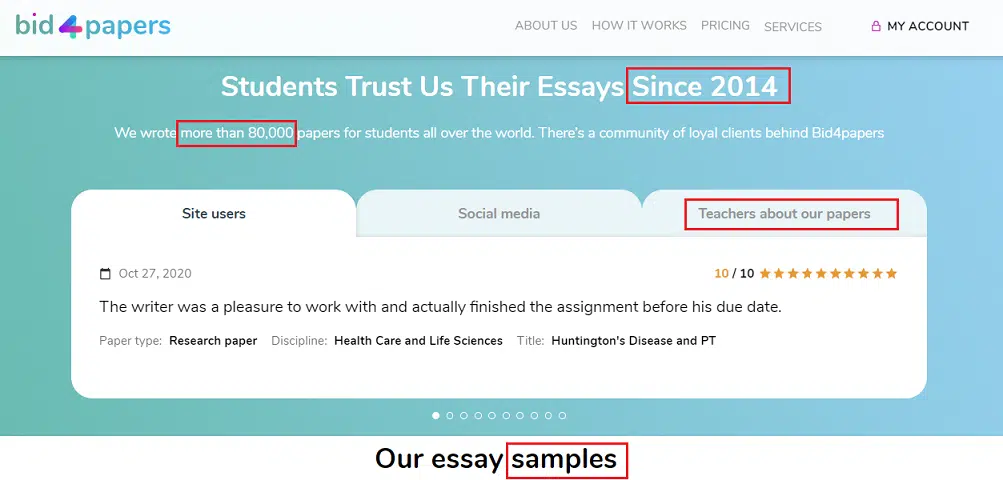 bid4papers ABOUT US HOW IT WORKS PRICING SERVICES MY ACCOUNT
Students Trust Us Their Essays Since 2014
We wrote more than 80,000 papers for students all over the world. There's a community of loyal clients behind Bid4papers
Site users Social media Teachers about our papers
Oct 27, 2020 10 / 10
The writer was a pleasure to work with and actually finished the assignment before his due date.
Paper type: Research paper Discipline: Health Care and Life Sciences Title: Huntington's Disease and PT
Our essay samples